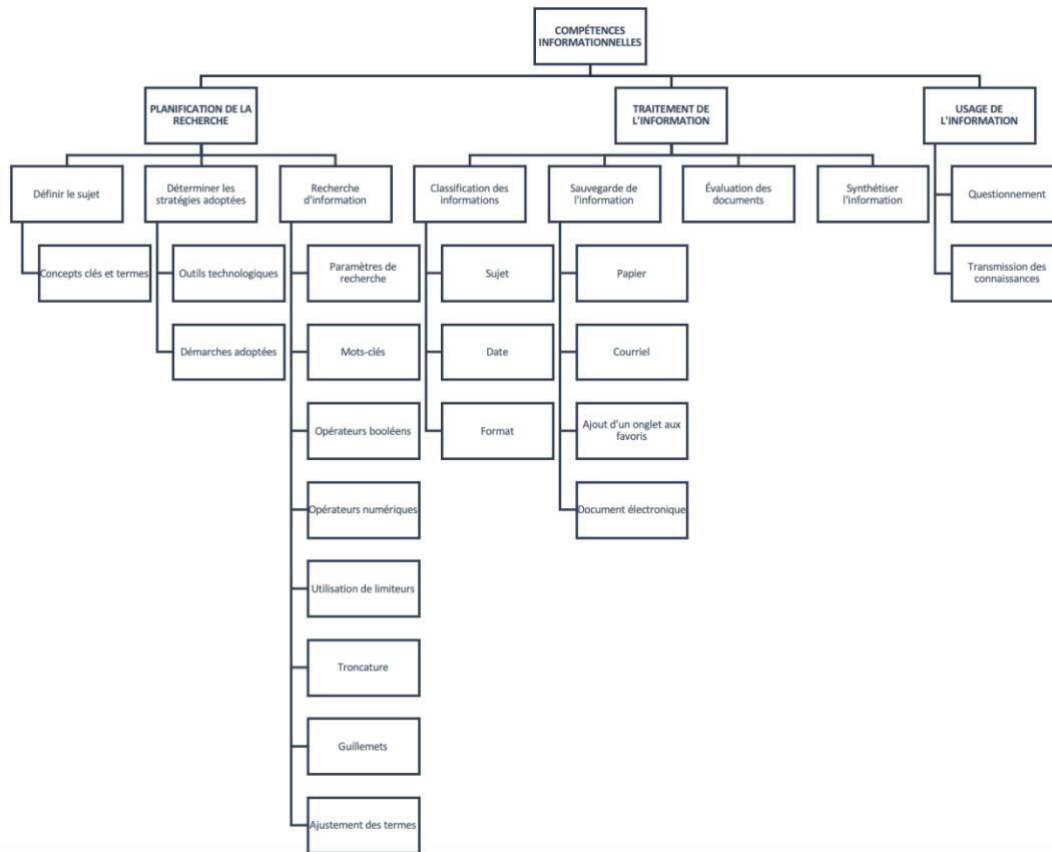 COMPÉTENCES
INFORMATIONNELLES
PLANIFICATION DE LA
RECHERCHE
TRAITEMENT DE
L'INFORMATION
USAGE DE
L'INFORMATION
Définir le sujet
Déterminer les
stratégies adoptées
Recherche
d'information
Classification des
informations
Sauvegarde de
l'information
Évaluation des
documents
Synthétiser
l'information
Questionnement
Concepts clés et termes
Outils technologiques
Paramètres de
recherche
Sujet
Papier
Transmission des
connaissances
Démarches adoptées
Mots-clés
Date
Courriel
Opérateurs booléens
Format
Ajout d'un onglet aux
favoris
Opérateurs numériques
Document électronique
Utilisation de limiteurs
Troncature
Guillemets
Ajustement des termes